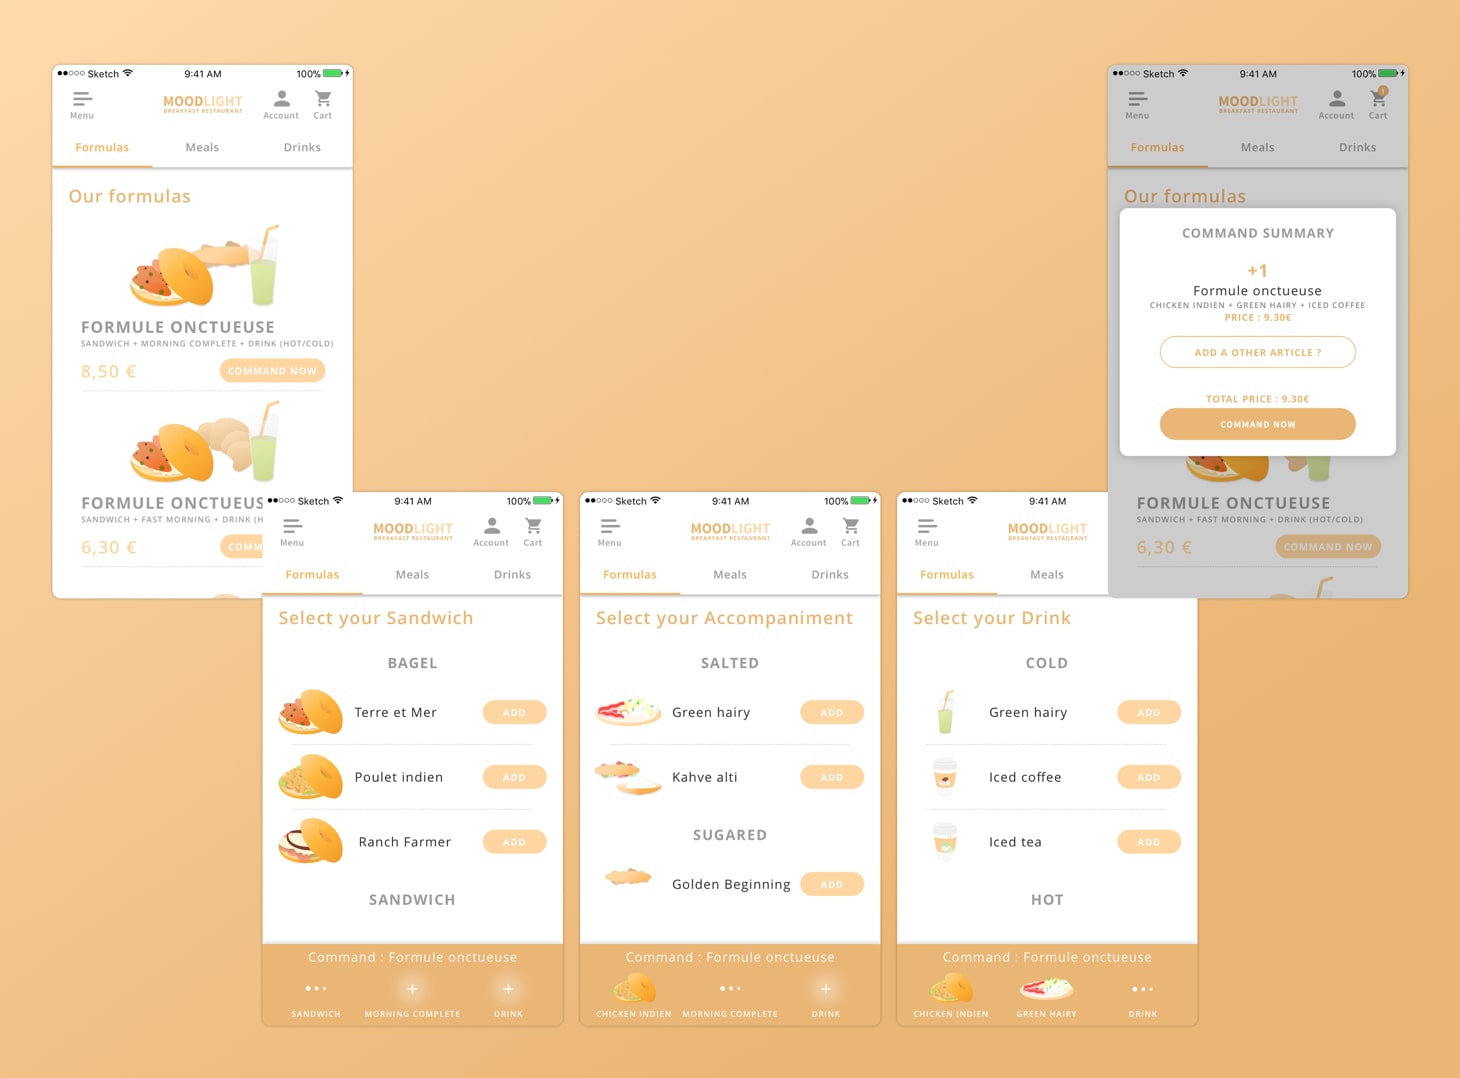 Sketch 9:41 AM 100%
Menu MOODLIGHT Account Cart
BREAKFAST RESTAURANT
Formulas Meals Drinks
Our formulas
FORMULE ONCTUEUSE
SANDWICH + MORNING COMPLETE + DRINK (HOT/COLD)
8,50 € COMMAND NOW
FORMULE ONCTUEUS
SANDWICH + FAST MORNING + DRINK (H
6,30 € COMM
Sketch 9:41 AM 100%
Menu MOODLIGHT Account Cart
BREAKFAST RESTAURANT
Formulas Meals Drinks
Select your Sandwich
BAGEL
Terre et Mer ADD
Poulet indien ADD
Ranch Farmer ADD
SANDWICH
Command : Formule onctueuse
SANDWICH MORNING COMPLETE DRINK
Sketch 9:41 AM 100%
Menu MOODLIGHT Account Cart
BREAKFAST RESTAURANT
Formulas Meals Drinks
Select your Accompaniment
SALTED
Green hairy ADD
Kahve alti ADD
SUGARED
Golden Beginning ADD
Command : Formule onctueuse
CHICKEN INDIEN MORNING COMPLETE DRINK
Sketch 9:41 AM
Menu MOODLIGHT
BREAKFAST RESTAURANT
Formulas Meals
Select your Drink
COLD
Green hairy ADD
Iced coffee ADD
Iced tea ADD
HOT
Command : Formule onctueuse
CHICKEN INDIEN GREEN HAIRY DRINK
Sketch 9:41 AM 100%
Menu MOODLIGHT Account Cart 1
BREAKFAST RESTAURANT
Formulas Meals Drinks
Our formulas
COMMAND SUMMARY
+1
Formule onctueuse
CHICKEN INDIEN + GREEN HAIRY + ICED COFFEE
PRICE : 9.30€
ADD A OTHER ARTICLE ?
TOTAL PRICE : 9.30€
COMMAND NOW
FORMULE ONCTUEUSE
SANDWICH + FAST MORNING + DRINK (HOT/COLD)
6,30 € COMMAND NOW